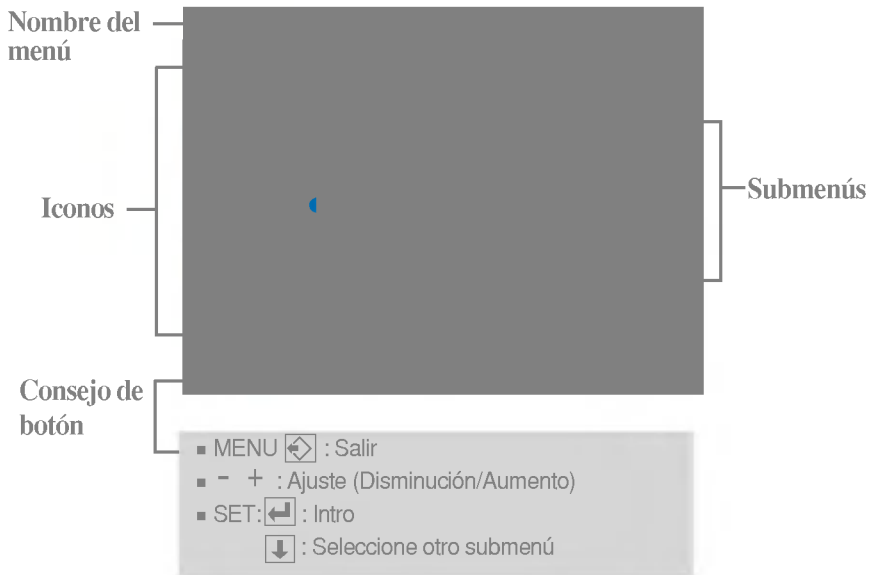 Nombre del
menú
Iconos
Submenús
Consejo de
botón
MENU : Salir
- + : Ajuste (Disminución/Aumento)
SET: : Intro
: Seleccione otro submenú